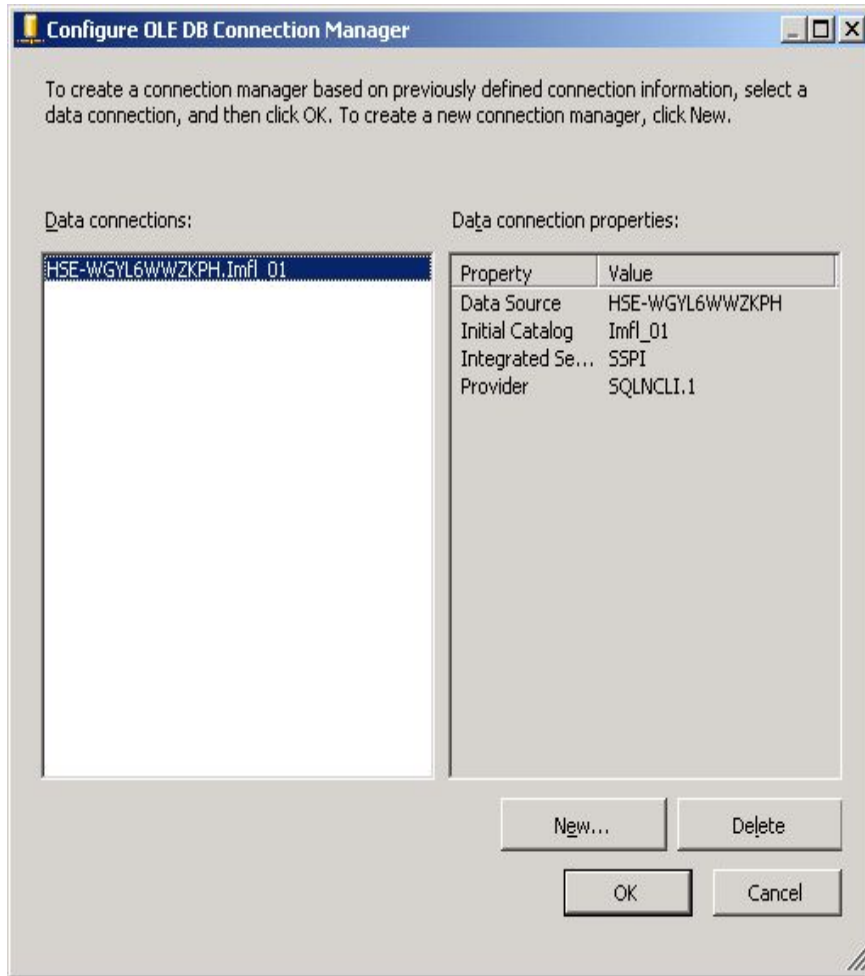 Configure OLE DB Connection Manager
To create a connection manager based on previously defined connection information, select a
data connection, and then click OK. To create a new connection manager, click New.
Data connections:
Data connection properties:
HSE-WGYL6WWZKPH.Imfl_01
Property Value
Data Source HSE-WGYL6WWZKPH
Initial Catalog Imfl_01
Integrated Se... SSPI
Provider SQLNCLI.1
New... Delete
OK Cancel